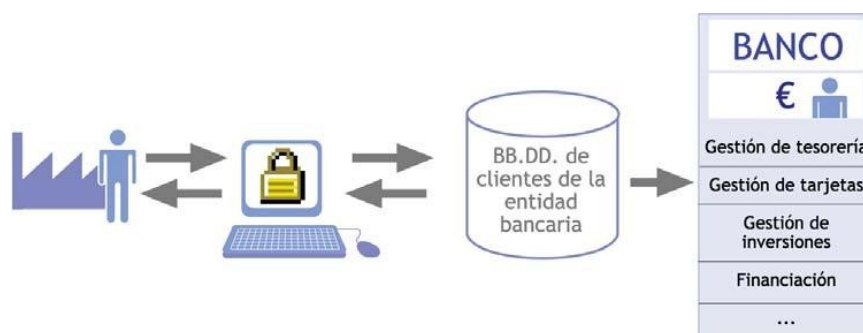 BANCO
€
BB.DD. de
clientes de la
entidad
bancaria
Gestión de tesorería
Gestión de tarjetas
Gestión de
inversiones
Financiación
...